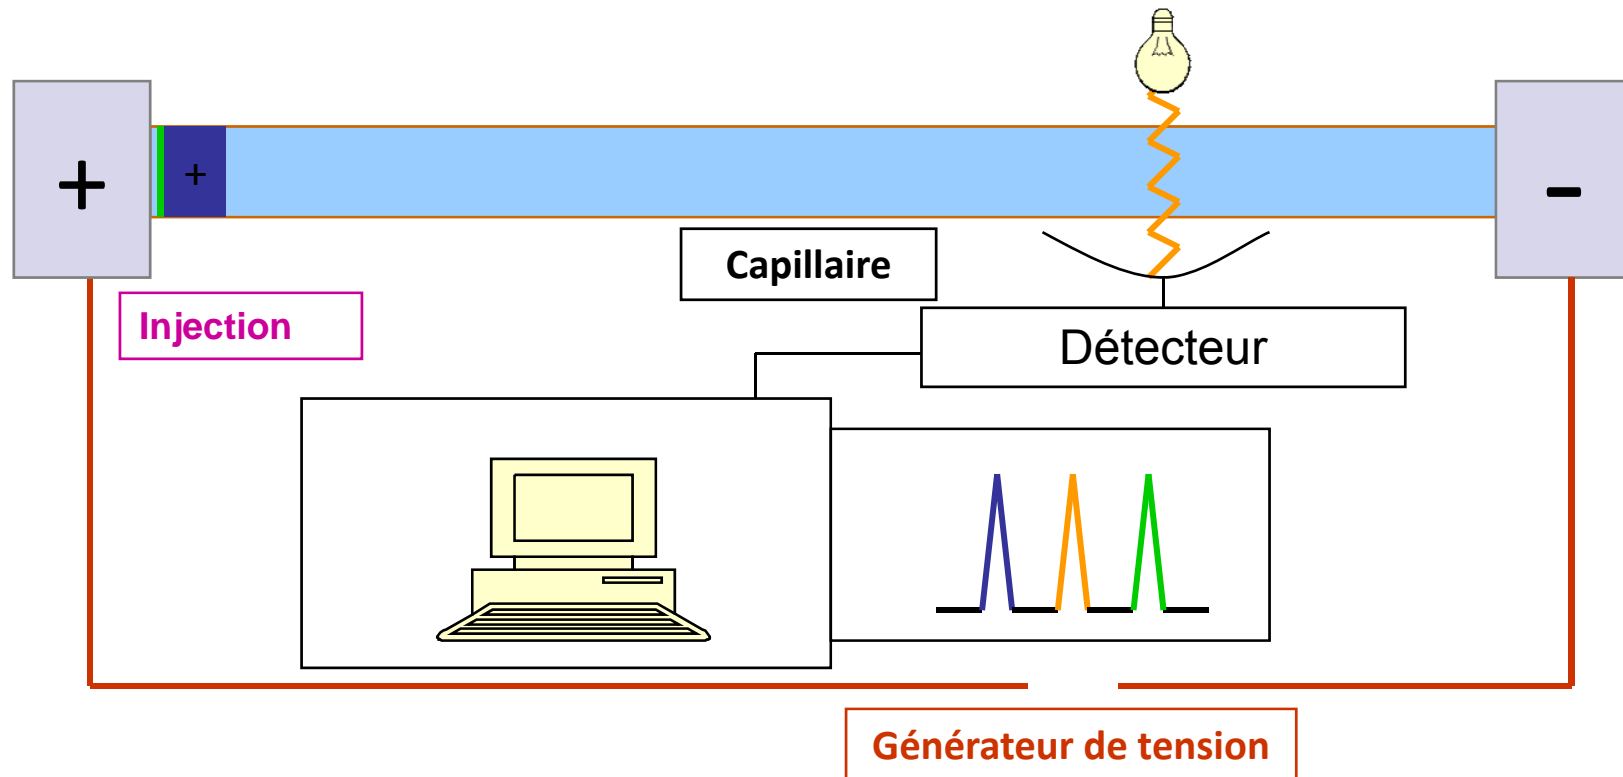 +
+
-
Capillaire
Injection
Détecteur
Générateur de tension